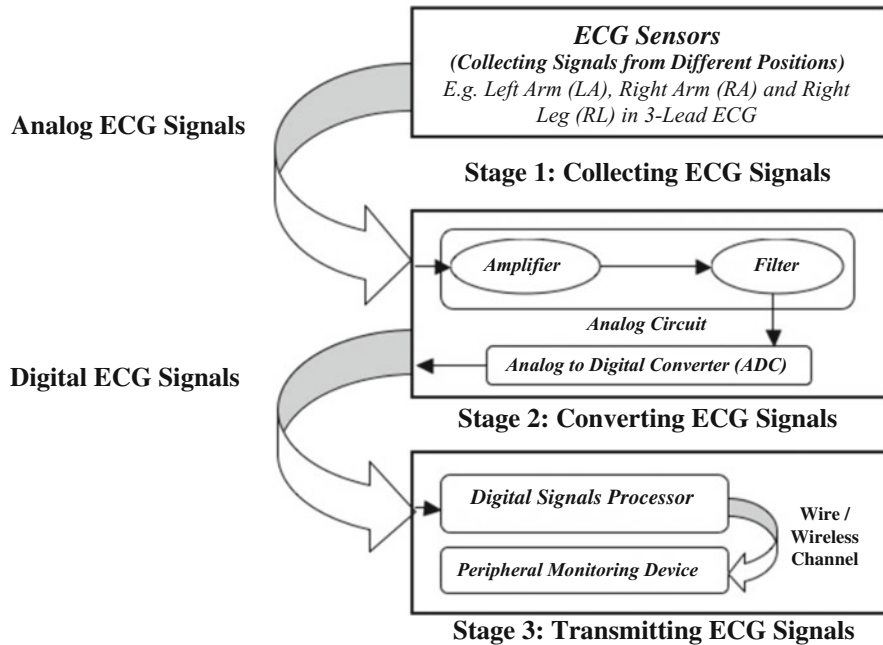 ECG Sensors
(Collecting Signals from Different Positions)
E.g. Left Arm (LA), Right Arm (RA) and Right
Leg (RL) in 3-Lead ECG
Analog ECG Signals
Stage 1: Collecting ECG Signals
Amplifier
Filter
Analog Circuit
Analog to Digital Converter (ADC)
Digital ECG Signals
Stage 2: Converting ECG Signals
Digital Signals Processor
Wire /
Wireless
Channel
Peripheral Monitoring Device
Stage 3: Transmitting ECG Signals